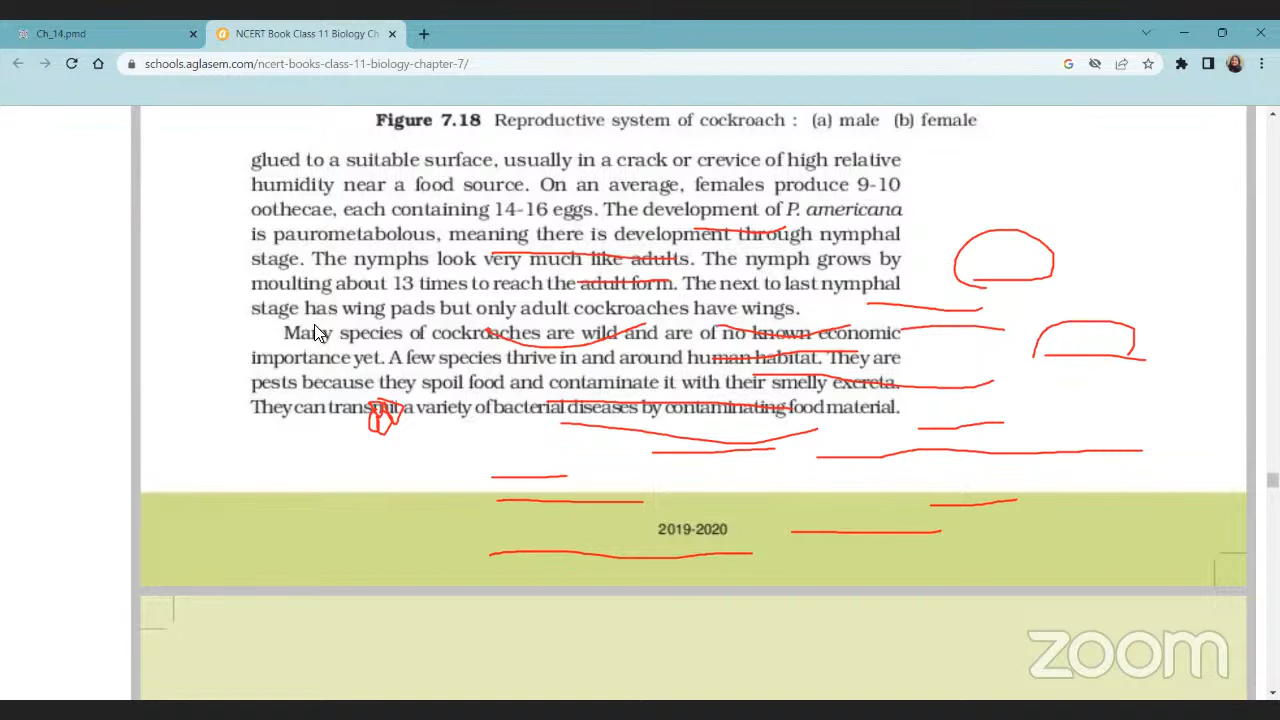 Ch_14.pmd
NCERT Book Class 11 Biology Ch
schools.aglasem.com/ncert-books-class-11-biology-chapter-7/
Figure 7.18 Reproductive system of cockroach : (a) male (b) female
glued to a suitable surface, usually in a crack or crevice of high relative
humidity near a food source. On an average, females produce 9-10
oothecae, each containing 14-16 eggs. The development of P. americana
is paurometabolous, meaning there is development through nymphal
stage. The nymphs look very much like adults. The nymph grows by
moulting about 13 times to reach the adult form. The next to last nymphal
stage has wing pads but only adult cockroaches have wings.
Many species of cockroaches are wild and are of no known economic
importance yet. A few species thrive in and around human habitat. They are
pests because they spoil food and contaminate it with their smelly excreta.
They can transmit a variety of bacterial diseases by contaminating food material.
2019-2020
zoom